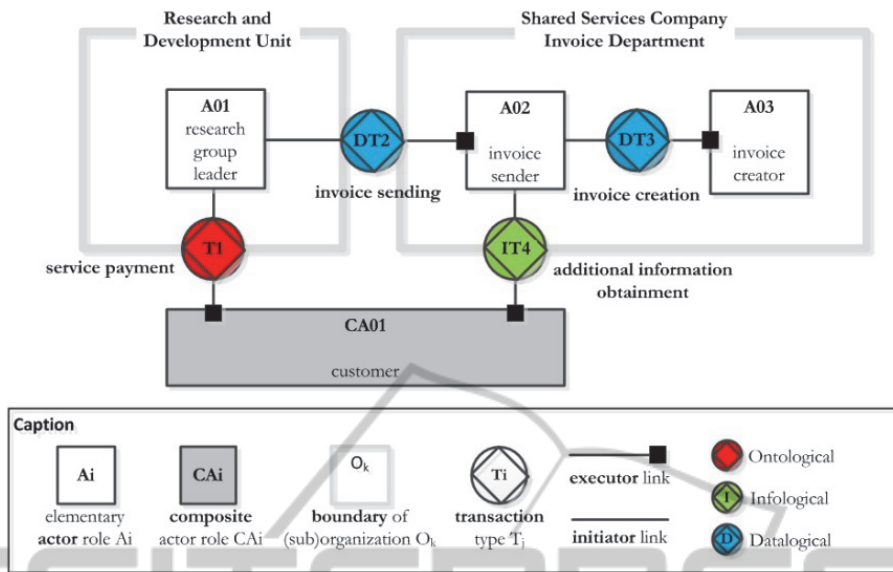 Research and
Development Unit
Shared Services Company
Invoice Department
A01
research
group
leader
DT2
invoice sending
A02
invoice
sender
DT3
invoice creation
A03
invoice
creator
T1
service payment
IT4
additional information
obtainment
CA01
customer
Caption
Ai
elementary
actor role Ai
CAi
composite
actor role CAi
Oₖ
boundary of
(sub)organization Oₖ
Ti
transaction
type Tⱼ
executor link
initiator link
Ontological
I
Infological
D
Datalogical